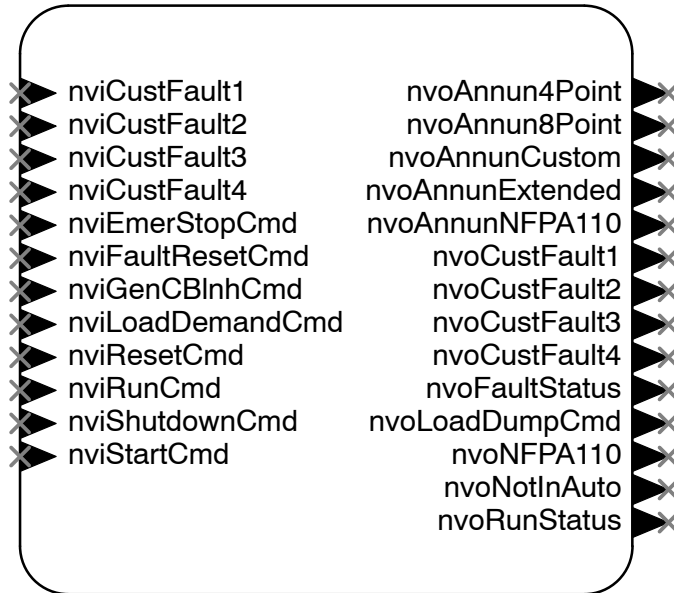 nviCustFault1
nviCustFault2
nviCustFault3
nviCustFault4
nviEmerStopCmd
nviFaultResetCmd
nviGenCBInhCmd
nviLoadDemandCmd
nviResetCmd
nviRunCmd
nviShutdownCmd
nviStartCmd
nvoAnnun4Point
nvoAnnun8Point
nvoAnnunCustom
nvoAnnunExtended
nvoAnnunNFPA110
nvoCustFault1
nvoCustFault2
nvoCustFault3
nvoCustFault4
nvoFaultStatus
nvoLoadDumpCmd
nvoNFPA110
nvoNotInAuto
nvoRunStatus